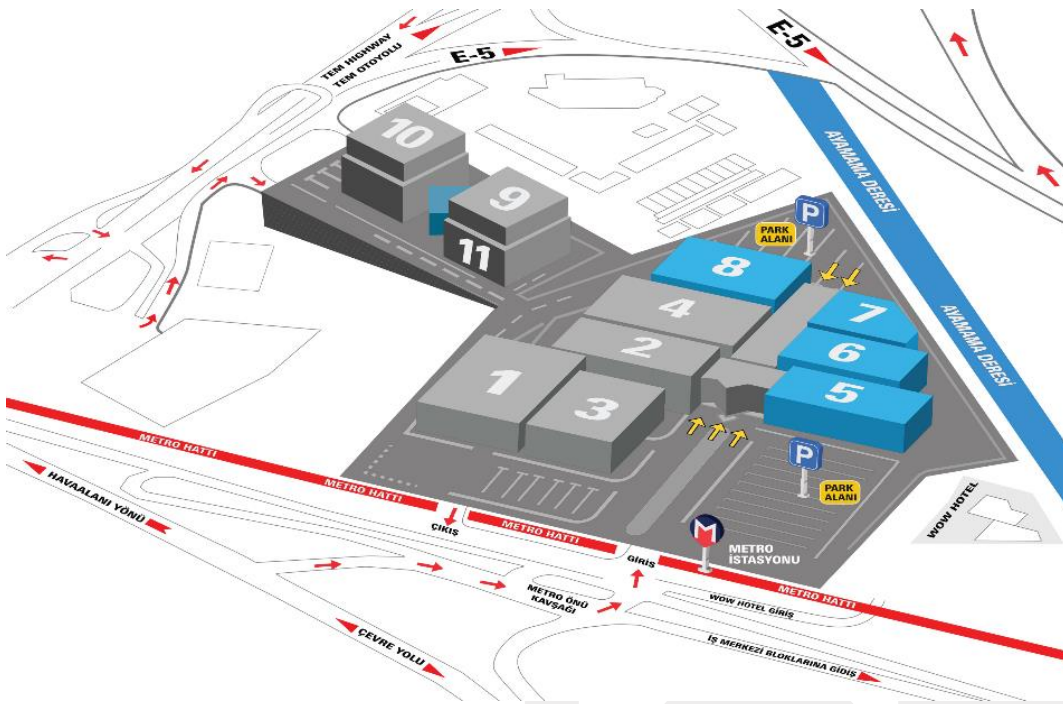 TEM HIGHWAY
TEM OTOYOLU
E-5
E-5
AYAMAMA DERESİ
AYAMAMA DERESİ
10
9
11
P
PARK
ALANI
8
4
7
2
6
1
3
5
P
PARK
ALANI
METRO HATTI
METRO HATTI
METRO HATTI
METRO HATTI
HAVAALANI YÖNÜ
ÇIKIŞ
GİRİŞ
M
METRO
İSTASYONU
WOW HOTEL
METRO ÖNÜ
KAVŞAĞI
WOW HOTEL GİRİŞ
ÇEVRE YOLU
İŞ MERKEZİ BLOKLARINA GİDİŞ